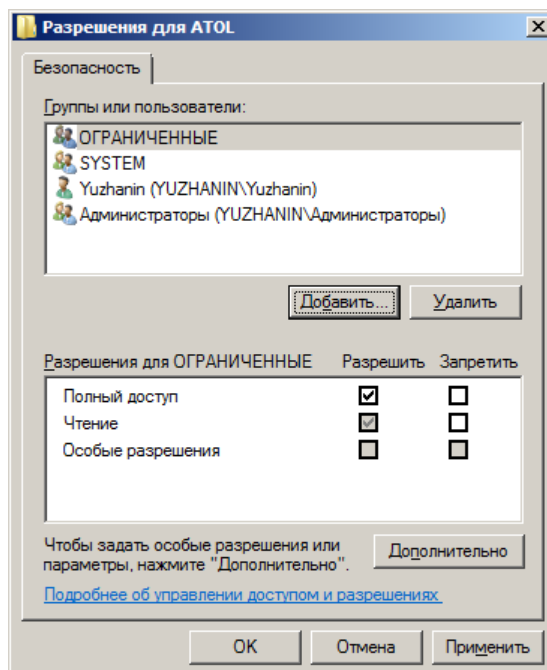 Разрешения для ATOL
Безопасность
Группы или пользователи:
ОГРАНИЧЕННЫЕ
SYSTEM
Yuzhanin (YUZHANIN\Yuzhanin)
Администраторы (YUZHANIN\Администраторы)
Добавить... Удалить
Разрешения для ОГРАНИЧЕННЫЕ Разрешить Запретить
Полный доступ
Чтение
Особые разрешения
Чтобы задать особые разрешения или
параметры, нажмите "Дополнительно". Дополнительно
Подробнее об управлении доступом и разрешениях
OK Отмена Применить